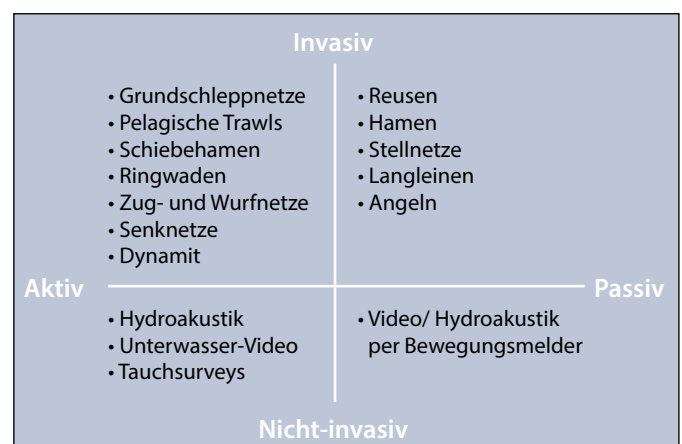 Invasiv
• Grundschleppnetze
• Pelagische Trawls
• Schiebehamen
• Ringwaden
• Zug- und Wurfnetze
• Senknetze
• Dynamit
• Reusen
• Hamen
• Stellnetze
• Langleinen
• Angeln
Aktiv
Passiv
• Hydroakustik
• Unterwasser-Video
• Tauchsurveys
• Video/ Hydroakustik
per Bewegungsmelder
Nicht-invasiv